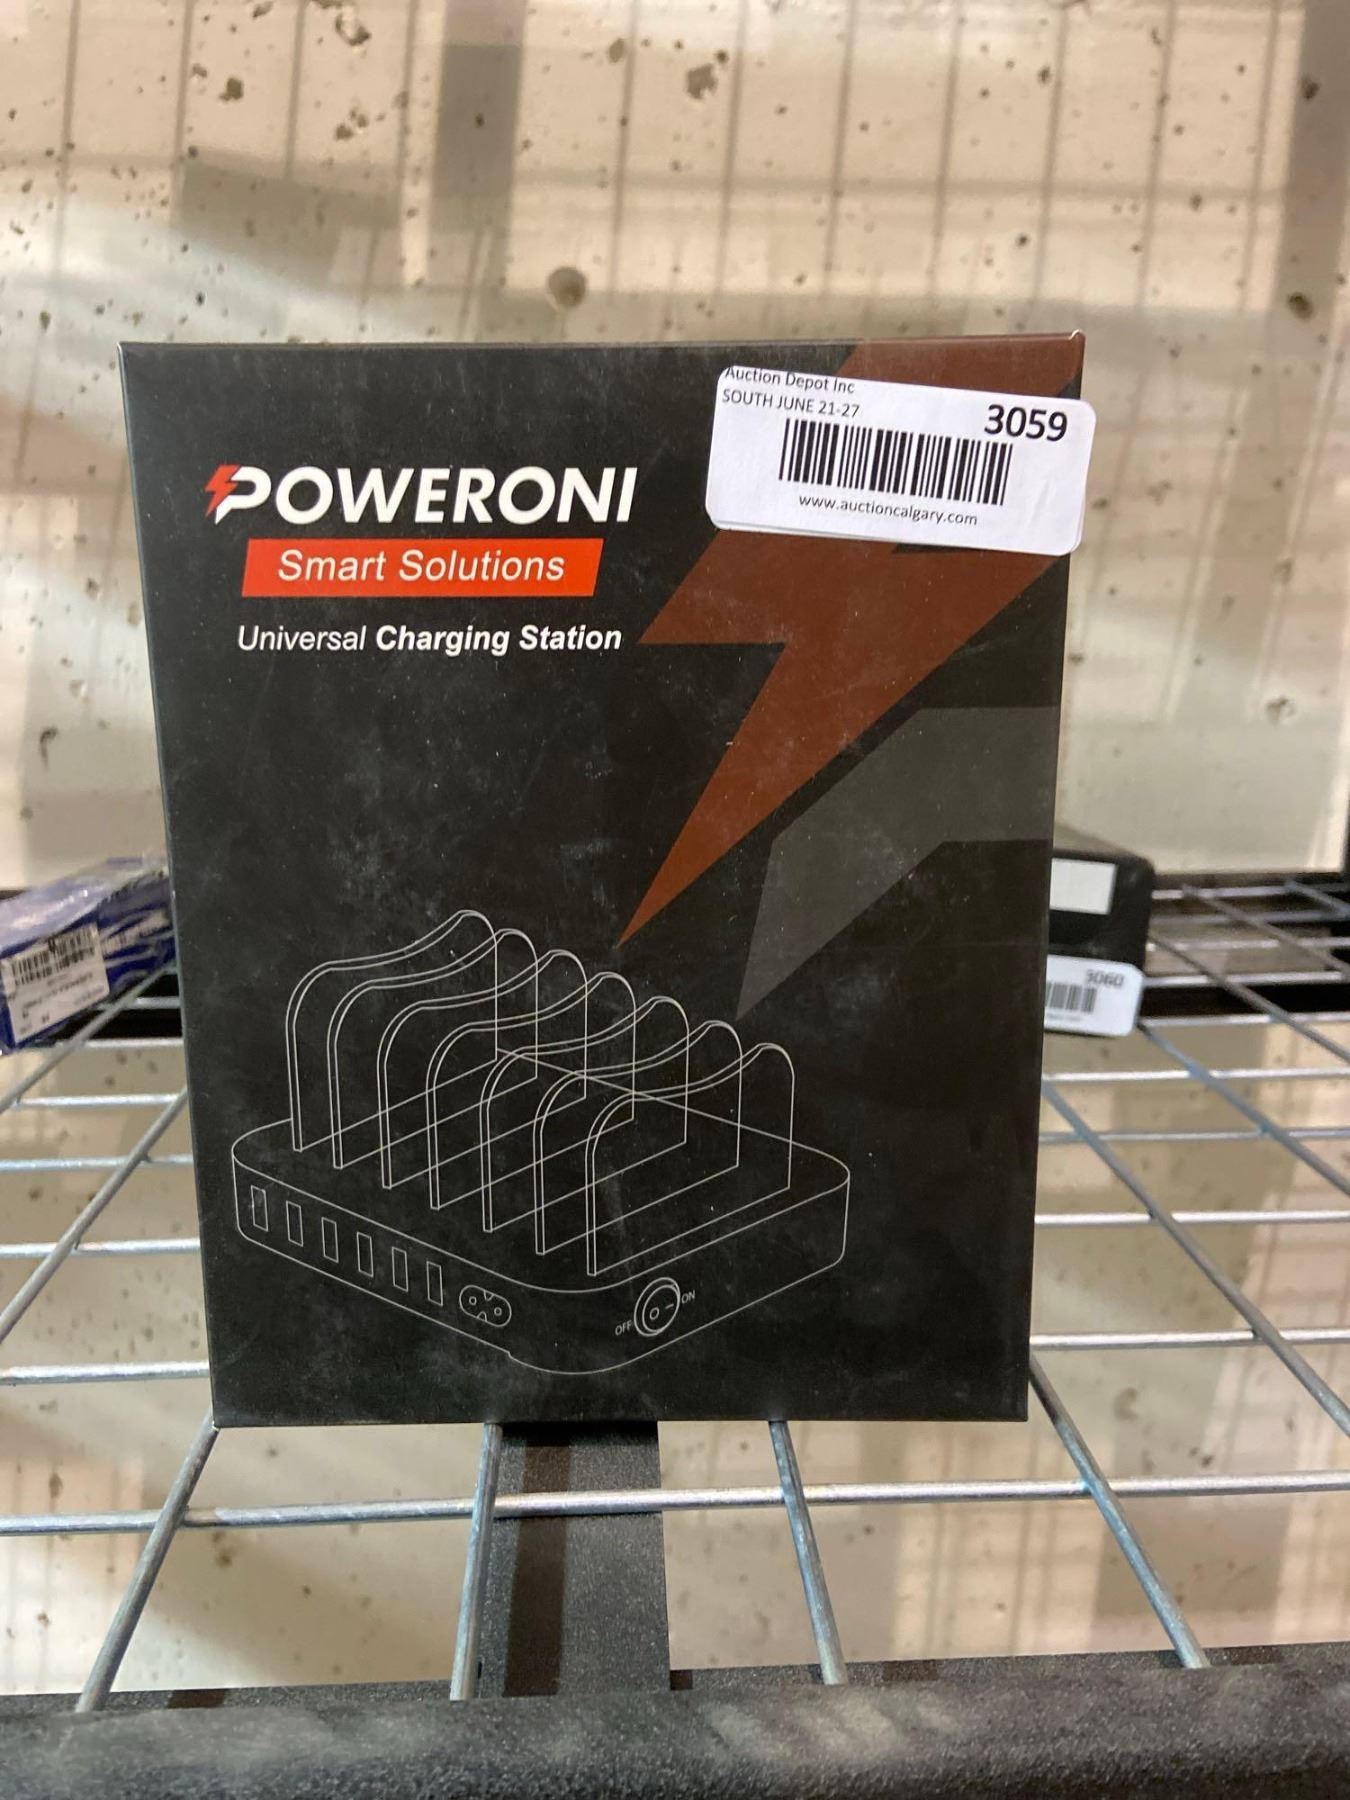 Auction Depot Inc
SOUTH JUNE 21-27
3059
www.auctioncalgary.com
POWERONI
Smart Solutions
Universal Charging Station
3060
OFF
ON